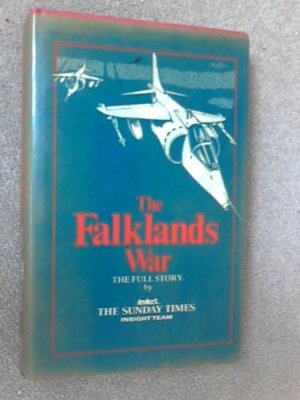 The
Falklands
War
THE FULL STORY
by
THE SUNDAY TIMES
INSIGHT TEAM